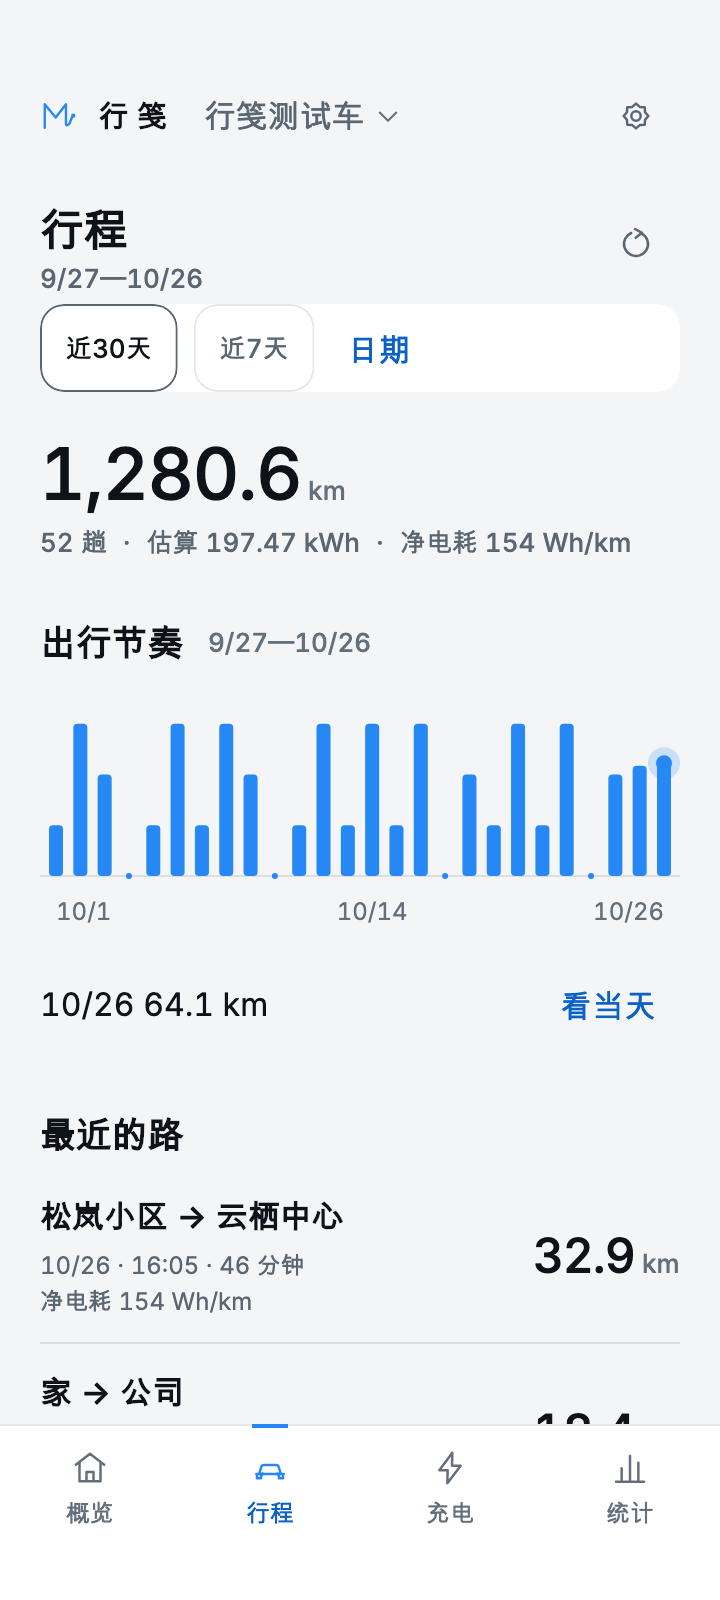 行笺 行笺测试车
行程
9/27—10/26
近30天 近7天 日期
1,280.6 km
52 趟 · 估算 197.47 kWh · 净电耗 154 Wh/km
出行节奏 9/27—10/26
10/1 10/14 10/26
10/26 64.1 km 看当天
最近的路
松岚小区 → 云栖中心
32.9 km
10/26 · 16:05 · 46 分钟
净电耗 154 Wh/km
家 → 公司
概览 行程 充电 统计